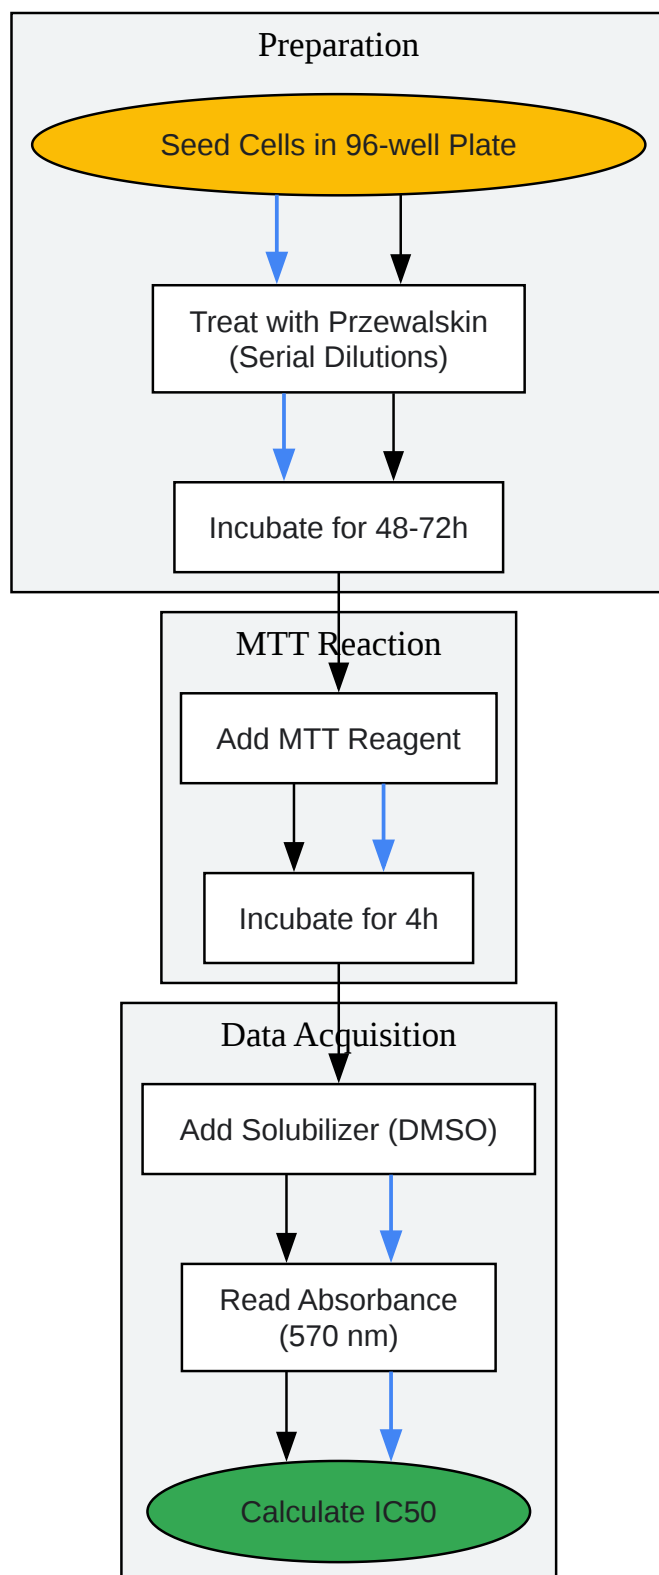 Preparation
Seed Cells in 96-well Plate
Treat with Przewalskin
(Serial Dilutions)
Incubate for 48-72h
MTT Reaction
Add MTT Reagent
Incubate for 4h
Data Acquisition
Add Solubilizer (DMSO)
Read Absorbance
(570 nm)
Calculate IC50